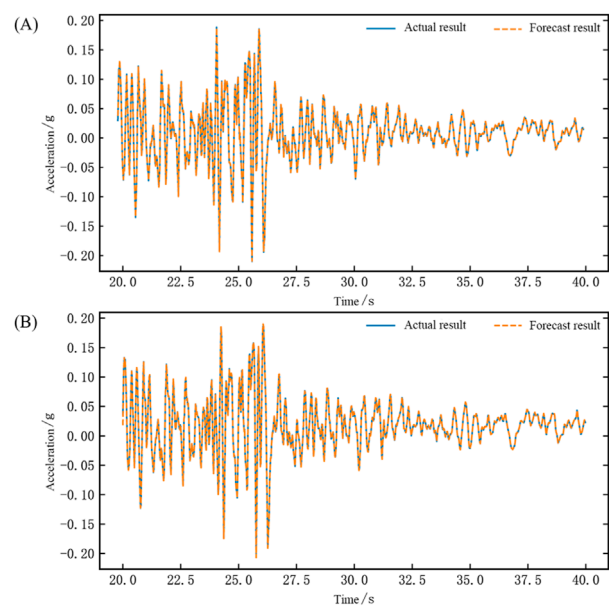 (A)
0.20
0.15
0.10
0.05
0.00
−0.05
−0.10
−0.15
−0.20
Acceleration/g
Actual result
Forecast result
20.0 22.5 25.0 27.5 30.0 32.5 35.0 37.5 40.0
Time/s
(B)
0.20
0.15
0.10
0.05
0.00
−0.05
−0.10
−0.15
−0.20
Acceleration/g
Actual result
Forecast result
20.0 22.5 25.0 27.5 30.0 32.5 35.0 37.5 40.0
Time/s